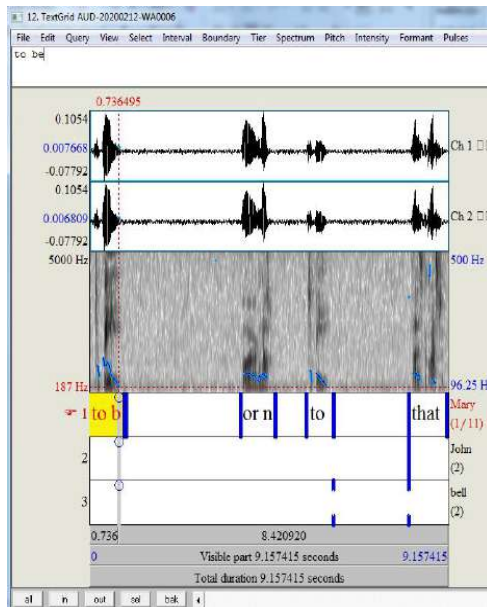 12. TextGrid AUD-20200212-WA0006
File Edit Query View Select Interval Boundary Tier Spectrum Pitch Intensity Formant Pulses
to be
0.736495
0.1054
0.007668
-0.07792
Ch 1
0.1054
0.006809
-0.07792
Ch 2
5000 Hz
500 Hz
187 Hz
96.25 Hz
1 to b or n to that Mary
(1/11)
2 John
(2)
3 bell
(2)
0.736 8.420920
0 Visible part 9.157415 seconds 9.157415
Total duration 9.157415 seconds
all in out sel bak